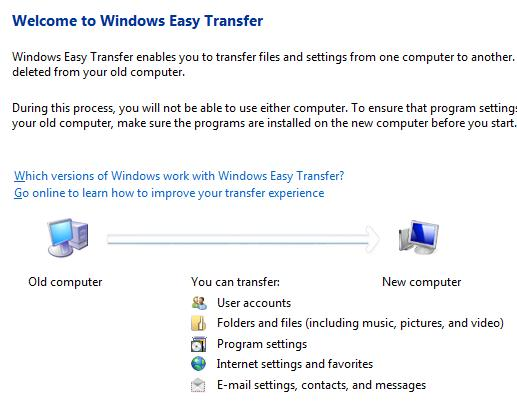 Welcome to Windows Easy Transfer
Windows Easy Transfer enables you to transfer files and settings from one computer to another.
deleted from your old computer.
During this process, you will not be able to use either computer. To ensure that program settings
your old computer, make sure the programs are installed on the new computer before you start.
Which versions of Windows work with Windows Easy Transfer?
Go online to learn how to improve your transfer experience
Old computer
You can transfer:
New computer
User accounts
Folders and files (including music, pictures, and video)
Program settings
Internet settings and favorites
E-mail settings, contacts, and messages